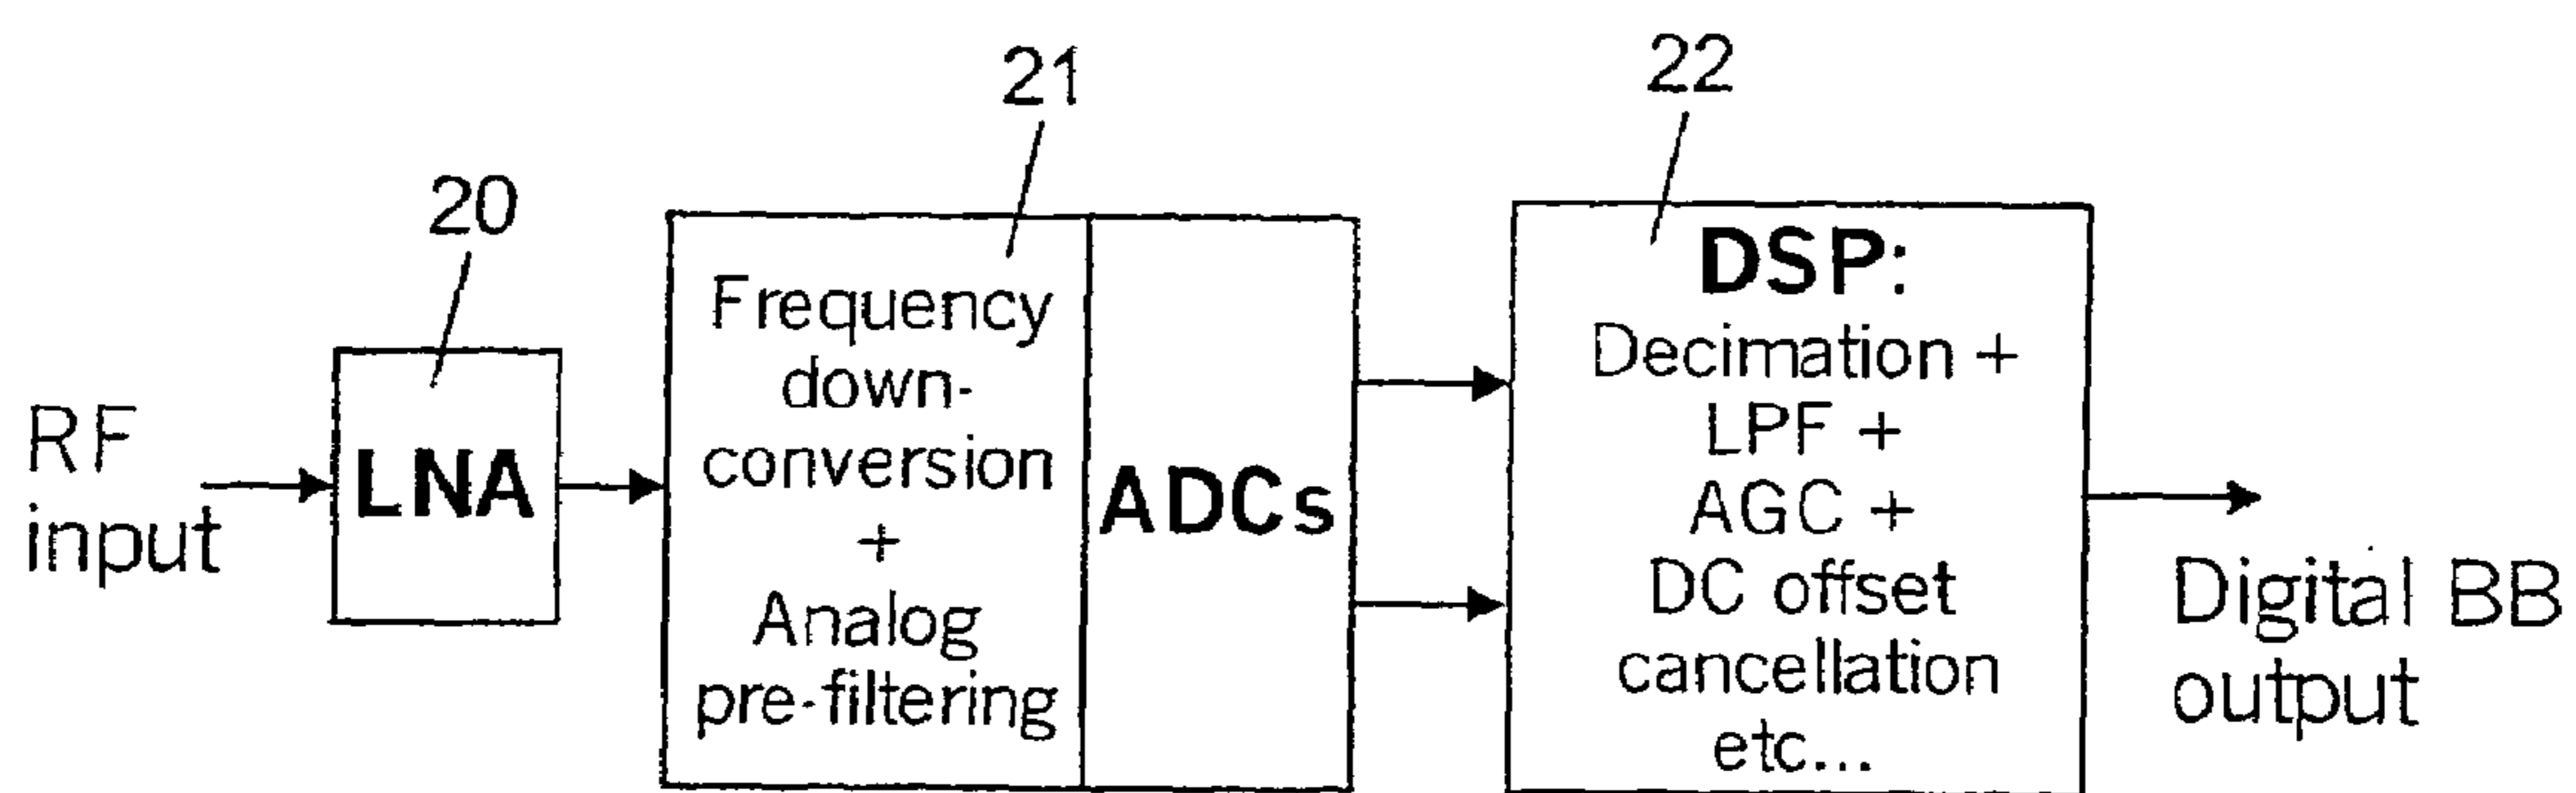 20
21
22
RF
input
LNA
Frequency
down-
conversion
+
Analog
pre-filtering
ADCs
DSP:
Decimation +
LPF +
AGC +
DC offset
cancellation
etc...
Digital BB
output